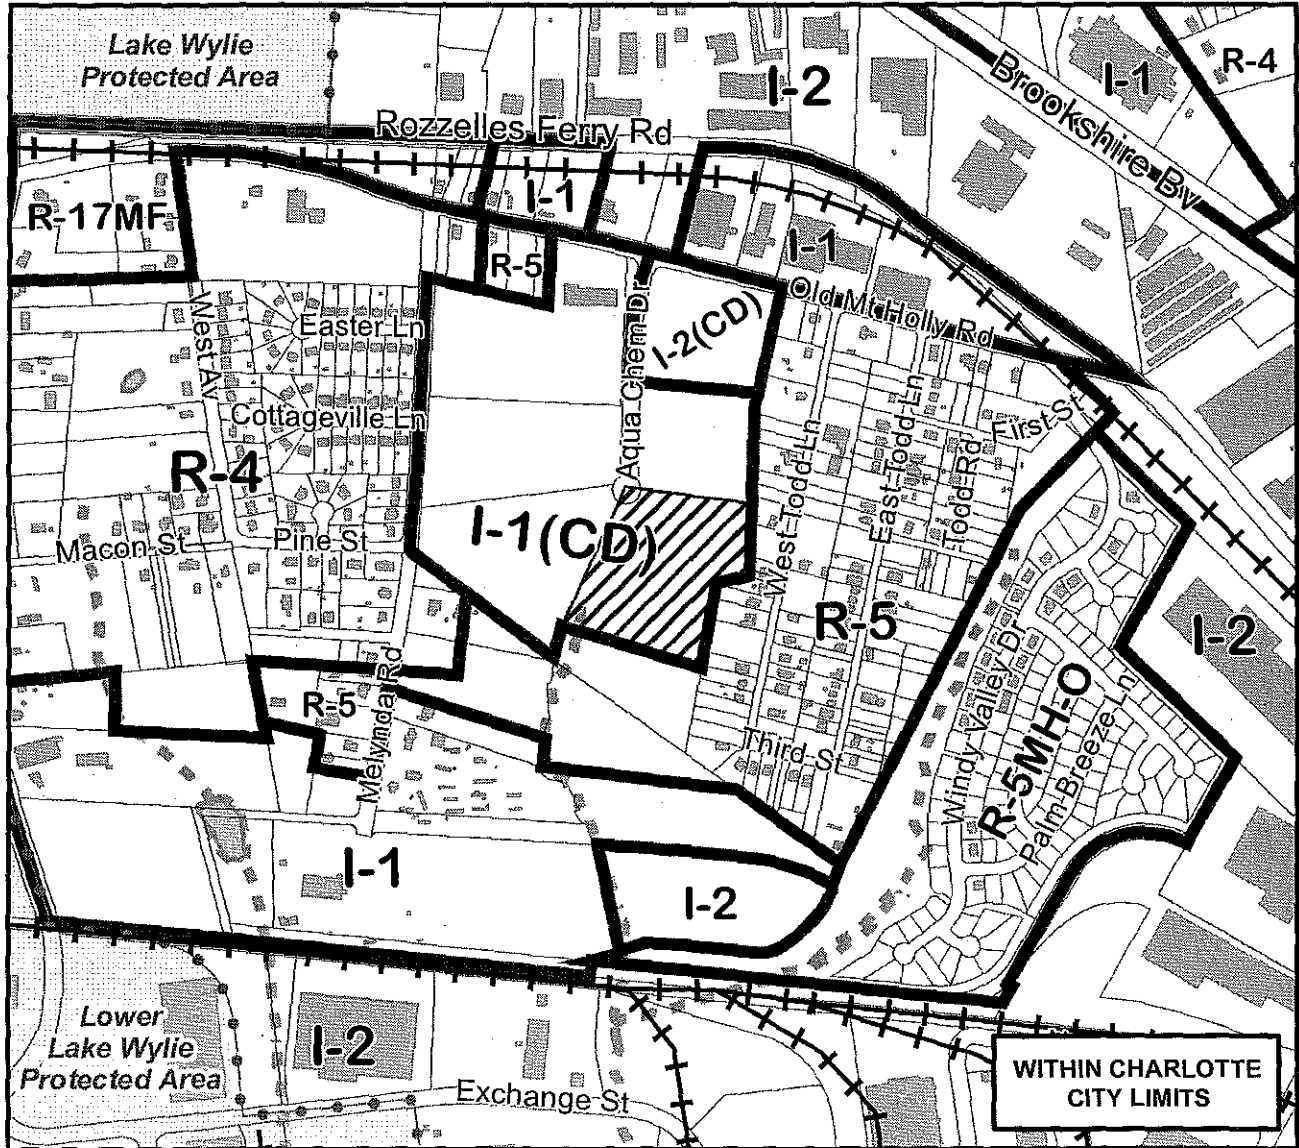 Lake Wylie
Protected Area
I-2
Brookshire Bv
I-1
R-4
Rozzelles Ferry Rd
R-17MF
I-1
R-5
I-1
Old Mt Holly Rd
West Av
Easter Ln
Aqua Chem Dr
I-2(CD)
Cottageville Ln
First St
R-4
West Todd Ln
East Todd Ln
Todd Rd
I-1(CD)
Macon St
Pine St
R-5
I-2
R-5
Melynda Rd
Third St
Windy Valley Dr
R-5MH-O
Palm Breeze Ln
I-1
I-2
Lower
Lake Wylie
Protected Area
I-2
Exchange St
WITHIN CHARLOTTE
CITY LIMITS